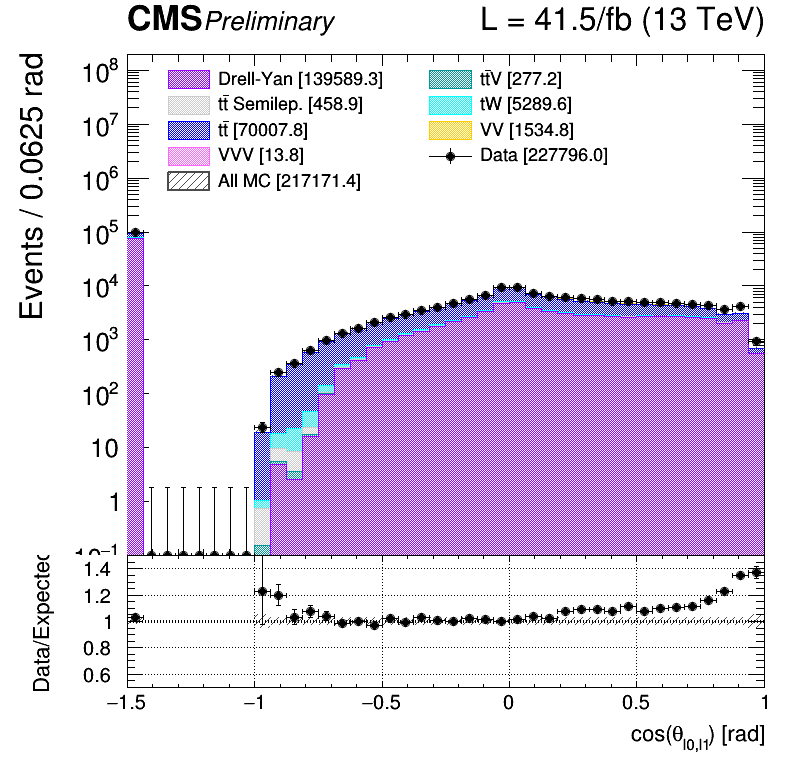 CMS Preliminary L = 41.5/fb (13 TeV)
Events / 0.0625 rad
Drell-Yan [139589.3]
tt̄ Semilep. [458.9]
tt̄ [70007.8]
VVV [13.8]
All MC [217171.4]
tt̄V [277.2]
tW [5289.6]
VV [1534.8]
Data [227796.0]
10⁸
10⁷
10⁶
10⁵
10⁴
10³
10²
10
1
10⁻¹
Data/Expected
1.4
1.2
1
0.8
0.6
−1.5 −1 −0.5 0 0.5 1
cos(θ_l0,l1) [rad]